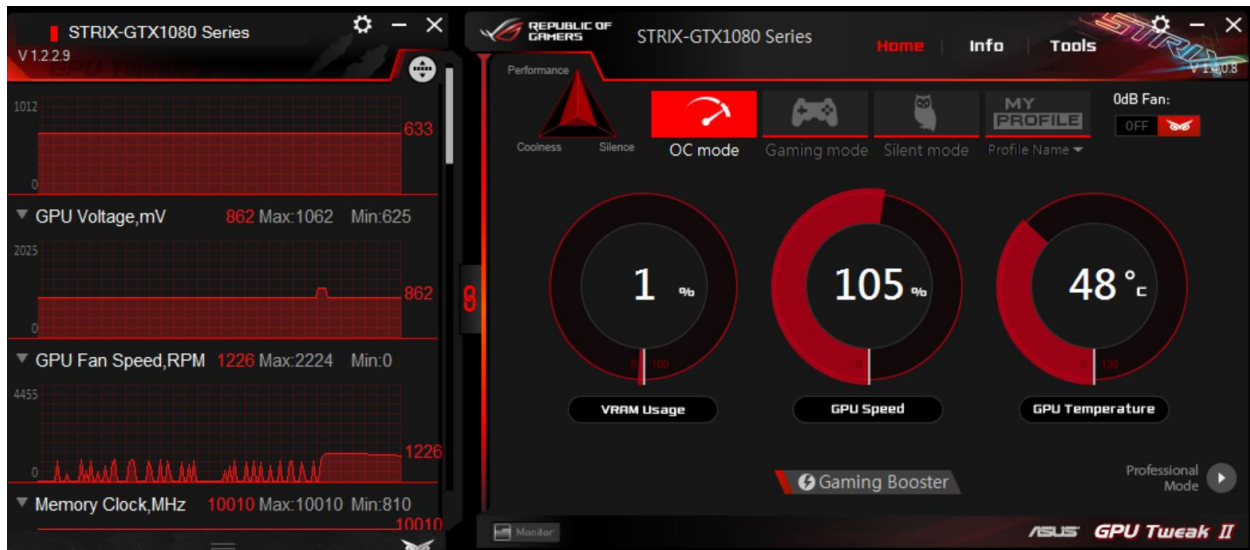 STRIX-GTX1080 Series
V 1.2.2.9
1012
633
0
GPU Voltage,mV 862 Max:1062 Min:625
2025
862
0
GPU Fan Speed,RPM 1226 Max:2224 Min:0
4455
1226
0
Memory Clock,MHz 10010 Max:10010 Min:810
10010
REPUBLIC OF
GAMERS
STRIX-GTX1080 Series
Home Info Tools
STRIX
V 1.4.0.8
Performance
Coolness Silence
OC mode
Gaming mode
Silent mode
MY
PROFILE
Profile Name
0dB Fan:
OFF
1 %
0 100
VRAM Usage
105 %
0
GPU Speed
48 °c
0 130
GPU Temperature
Gaming Booster
Professional
Mode
Monitor
ASUS GPU Tweak II